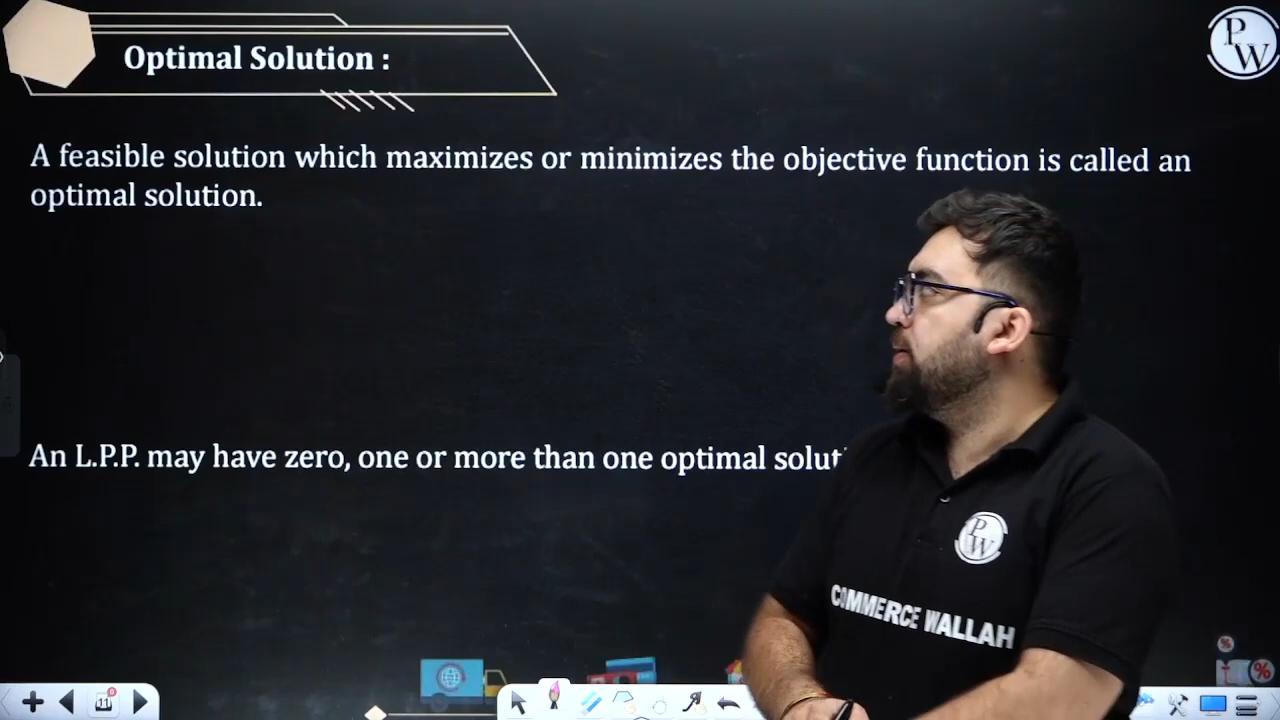 Optimal Solution :
PW
A feasible solution which maximizes or minimizes the objective function is called an
optimal solution.
An L.P.P. may have zero, one or more than one optimal
PW
COMMERCE WALLAH
11